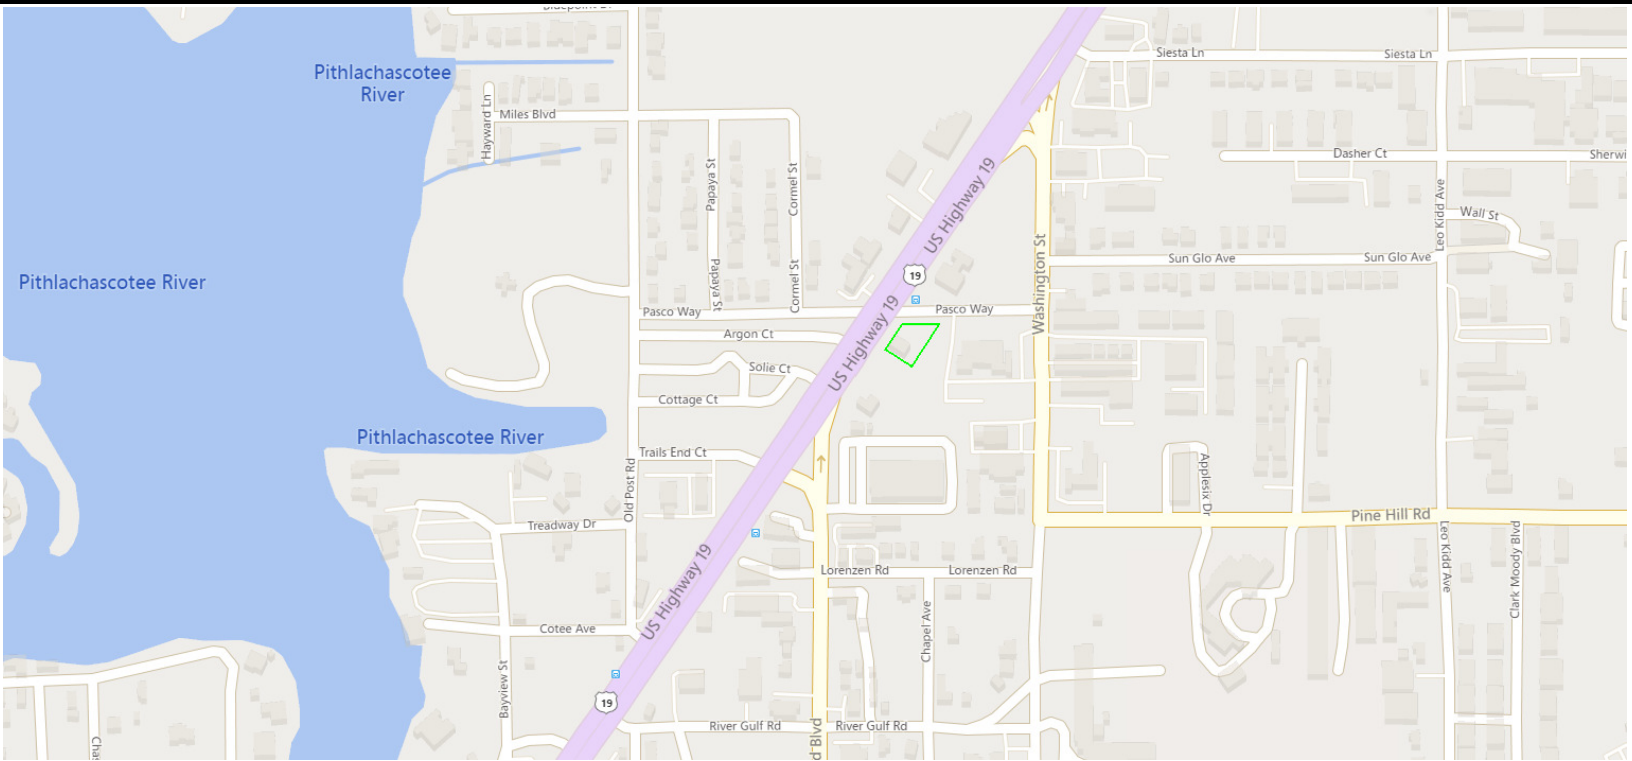 Siesta Ln
Siesta Ln
Pithlachascotee
River
Hayward Ln
Miles Blvd
Dasher Ct
Papaya St
Cormel St
US Highway 19
Leo Kidd Ave
Wall St
Washington St
Sun Glo Ave
Sun Glo Ave
Pithlachascotee River
Papaya St
Cormel St
19
Pasco Way
Pasco Way
Argon Ct
US Highway 19
Solie Ct
Cottage Ct
Pithlachascotee River
Trails End Ct
Old Post Rd
Applesix Dr
Treadway Dr
Pine Hill Rd
US Highway 19
Lorenzen Rd
Lorenzen Rd
Leo Kidd Ave
Clark Moody Blvd
Cotee Ave
Chapel Ave
Bayview St
19
River Gulf Rd
River Gulf Rd
d Blvd